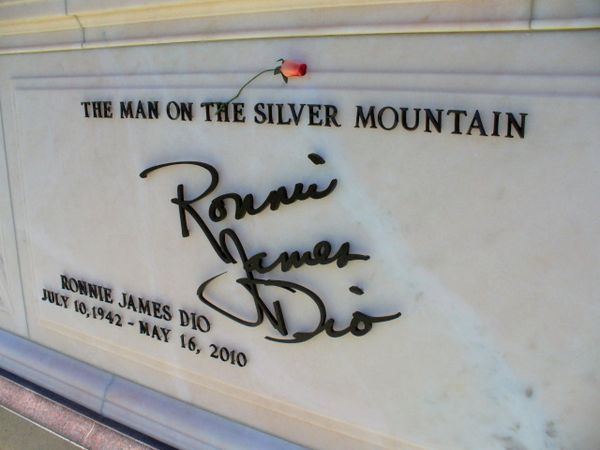 THE MAN ON THE SILVER MOUNTAIN
Ronnie
James
Dio
RONNIE JAMES DIO
JULY 10, 1942 - MAY 16, 2010